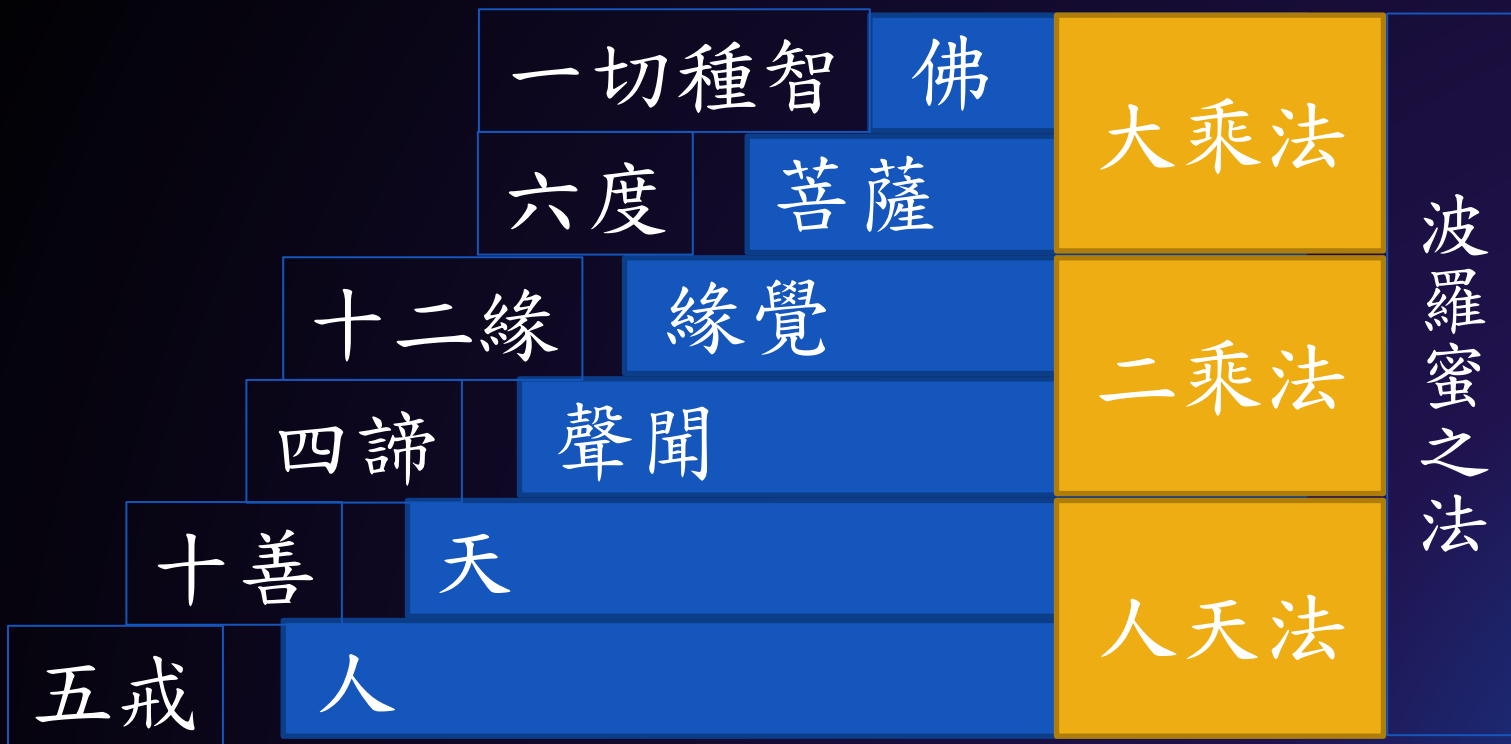 一切種智 佛 大乘法
六度 菩薩
十二緣 緣覺 二乘法
四諦 聲聞
十善 天 人天法
五戒 人
波羅蜜之法